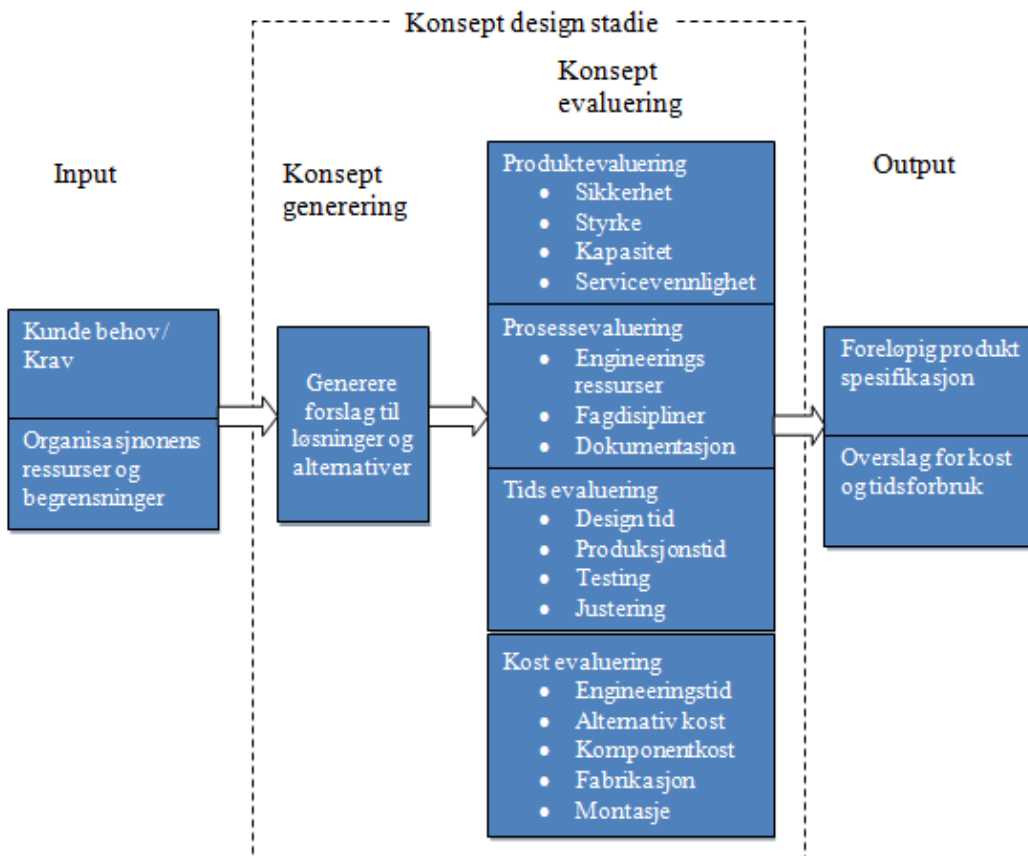 Konsept design stadie
Input
Konsept
generering
Konsept
evaluering
Output
Kunde behov /
Krav
Organisasjnonens
ressurser og
begrensninger
Generere
forslag til
løsninger og
alternativer
Produktevaluering
• Sikkerhet
• Styrke
• Kapasitet
• Servicevennlighet
Prosessevaluering
• Engineerings
ressurser
• Fagdisipliner
• Dokumentasjon
Tids evaluering
• Design tid
• Produksjonstid
• Testing
• Justering
Kost evaluering
• Engineeringstid
• Alternativ kost
• Komponentkost
• Fabrikasjon
• Montasje
Foreløpig produkt
spesifikasjon
Overslag for kost
og tidsforbruk